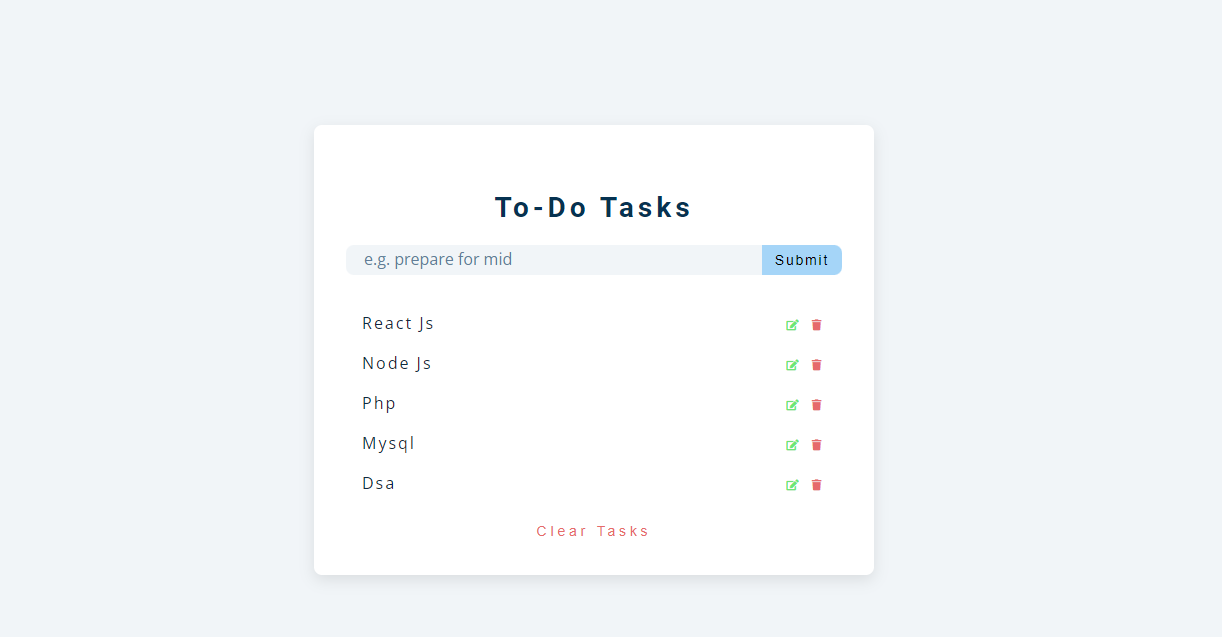 To-Do Tasks
e.g. prepare for mid
Submit
React Js
Node Js
Php
Mysql
Dsa
Clear Tasks